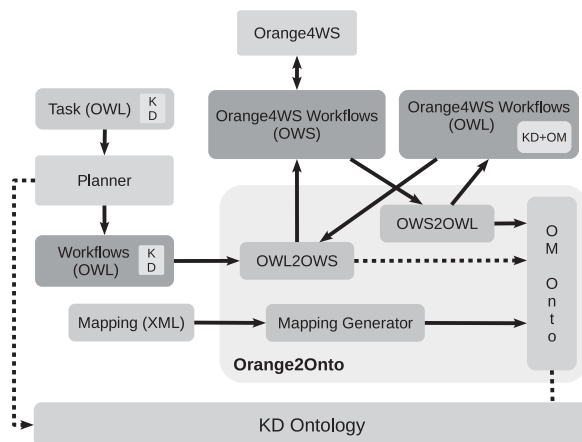 Orange4WS
Task (OWL)
K
D
Orange4WS Workflows
(OWS)
Orange4WS Workflows
(OWL)
KD+OM
Planner
OWS2OWL
Workflows
(OWL)
K
D
OWL2OWS
O
M
O
n
t
o
Mapping (XML)
Mapping Generator
Orange2Onto
KD Ontology